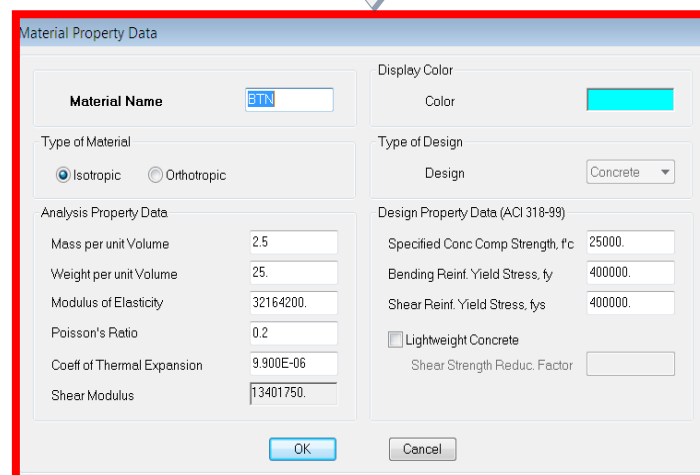 Material Property Data
Material Name
BTN
Display Color
Color
Type of Material
Isotropic
Orthotropic
Type of Design
Design
Concrete
Analysis Property Data
Mass per unit Volume
2.5
Weight per unit Volume
25.
Modulus of Elasticity
32164200.
Poisson's Ratio
0.2
Coeff of Thermal Expansion
9.900E-06
Shear Modulus
13401750.
Design Property Data (ACI 318-99)
Specified Conc Comp Strength, f'c
25000.
Bending Reinf. Yield Stress, fy
400000.
Shear Reinf. Yield Stress, fys
400000.
Lightweight Concrete
Shear Strength Reduc. Factor
OK
Cancel